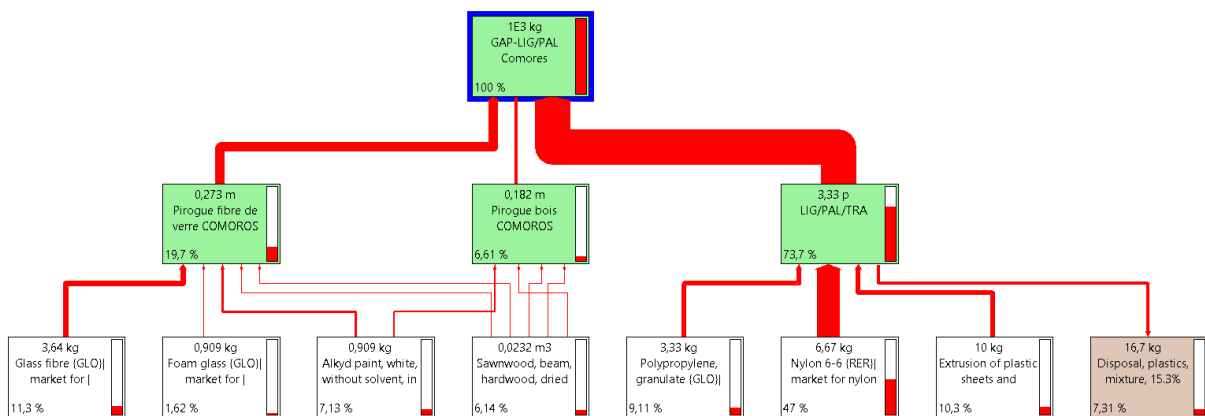 1E3 kg
GAP-LIG/PAL
Comores
100 %
0,273 m
Pirogue fibre de
verre COMOROS
19,7 %
0,182 m
Pirogue bois
COMOROS
6,61 %
3,33 p
LIG/PAL/TRA
73,7 %
3,64 kg
Glass fibre {GLO}|
market for |
11,3 %
0,909 kg
Foam glass {GLO}|
market for |
1,62 %
0,909 kg
Alkyd paint, white,
without solvent, in
7,13 %
0,0232 m3
Sawnwood, beam,
hardwood, dried
6,14 %
3,33 kg
Polypropylene,
granulate {GLO}|
9,11 %
6,67 kg
Nylon 6-6 {RER}|
market for nylon
47 %
10 kg
Extrusion of plastic
sheets and
10,3 %
16,7 kg
Disposal, plastics,
mixture, 15.3%
7,31 %